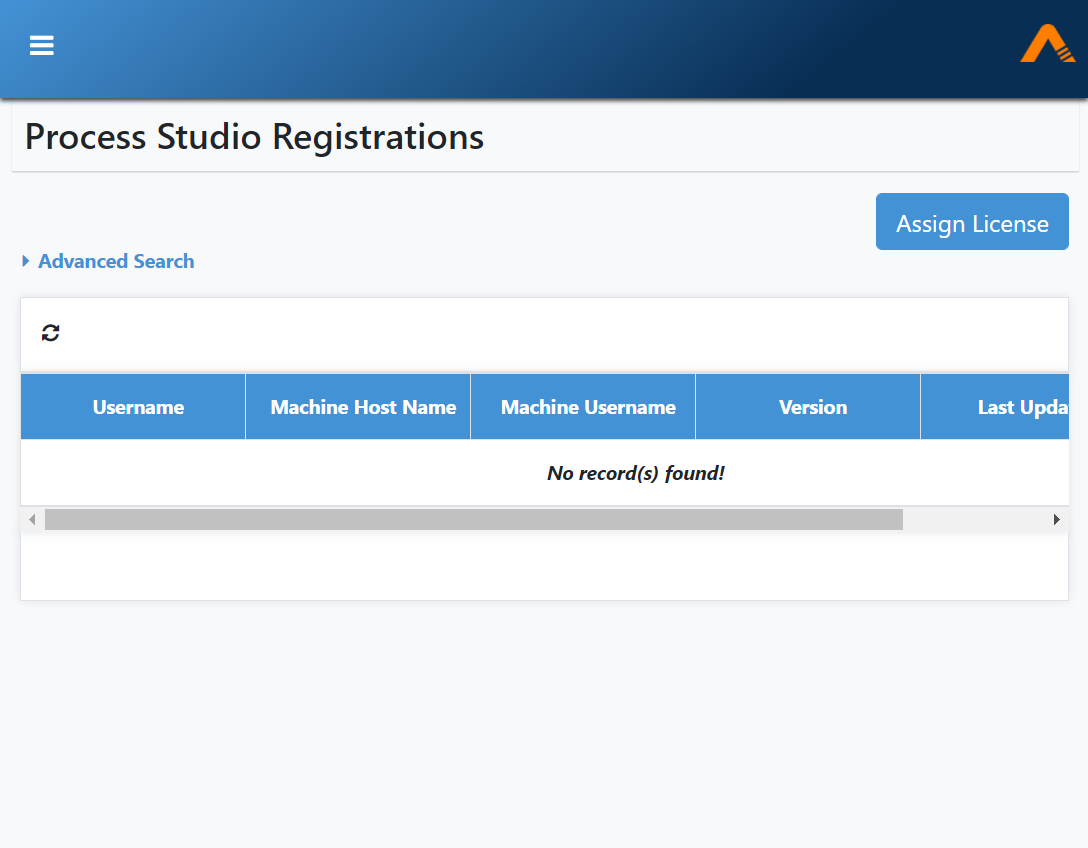 Process Studio Registrations
Assign License
Advanced Search
Username Machine Host Name Machine Username Version Last Upda
No record(s) found!